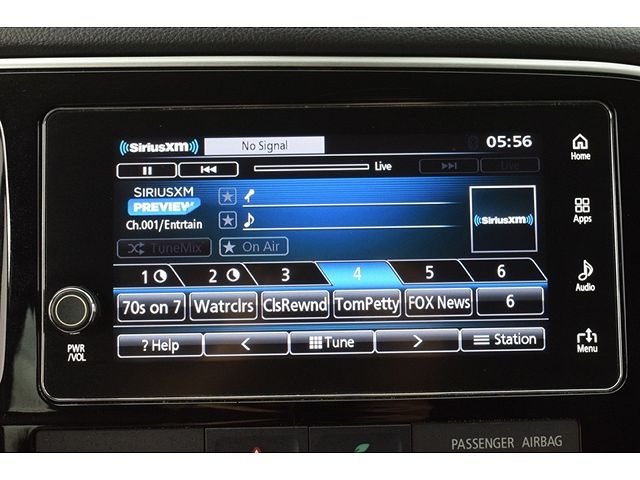 SiriusXM
No Signal
05:56
Home
Live
Live
SIRIUSXM
PREVIEW
Ch.001/Entrtain
SiriusXM
Apps
TuneMix
On Air
1 2 3 4 5 6
70s on 7 Watrclrs ClsRewnd TomPetty FOX News 6
Audio
PWR
/VOL
? Help < Tune > Station
Menu
PASSENGER AIRBAG